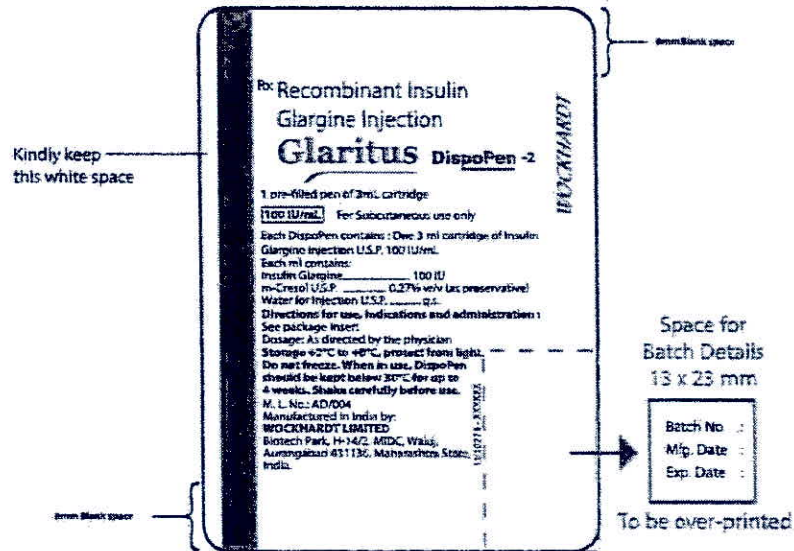 8mm Blank space
Kindly keep
this white space
Rx Recombinant Insulin
Glargine Injection
Glaritus DispoPen -2
WOCKHARDT
1 pre-filled pen of 3mL cartridge
100 IU/mL For Subcutaneous use only
Each DispoPen contains : One 3 ml cartridge of Insulin
Glargine Injection U.S.P. 100 IU/mL
Each ml contains:
Insulin Glargine 100 IU
m-Cresol U.S.P. 0.27% w/v (as preservative)
Water for Injection U.S.P. q.s.
Directions for use, indications and administration :
See package insert
Dosage: As directed by the physician
Storage +2°C to +8°C, protect from light.
Do not freeze. When in use, DispoPen
should be kept below 30°C for up to
4 weeks. Shake carefully before use.
M. L. No.: AD/004
Manufactured in India by:
WOCKHARDT LIMITED
Biotech Park, H-14/2, MIDC, Waluj,
Aurangabad 431136, Maharashtra State,
India.
Space for
Batch Details
13 x 23 mm
Batch No :
Mfg. Date :
Exp. Date :
To be over-printed
8mm Blank space